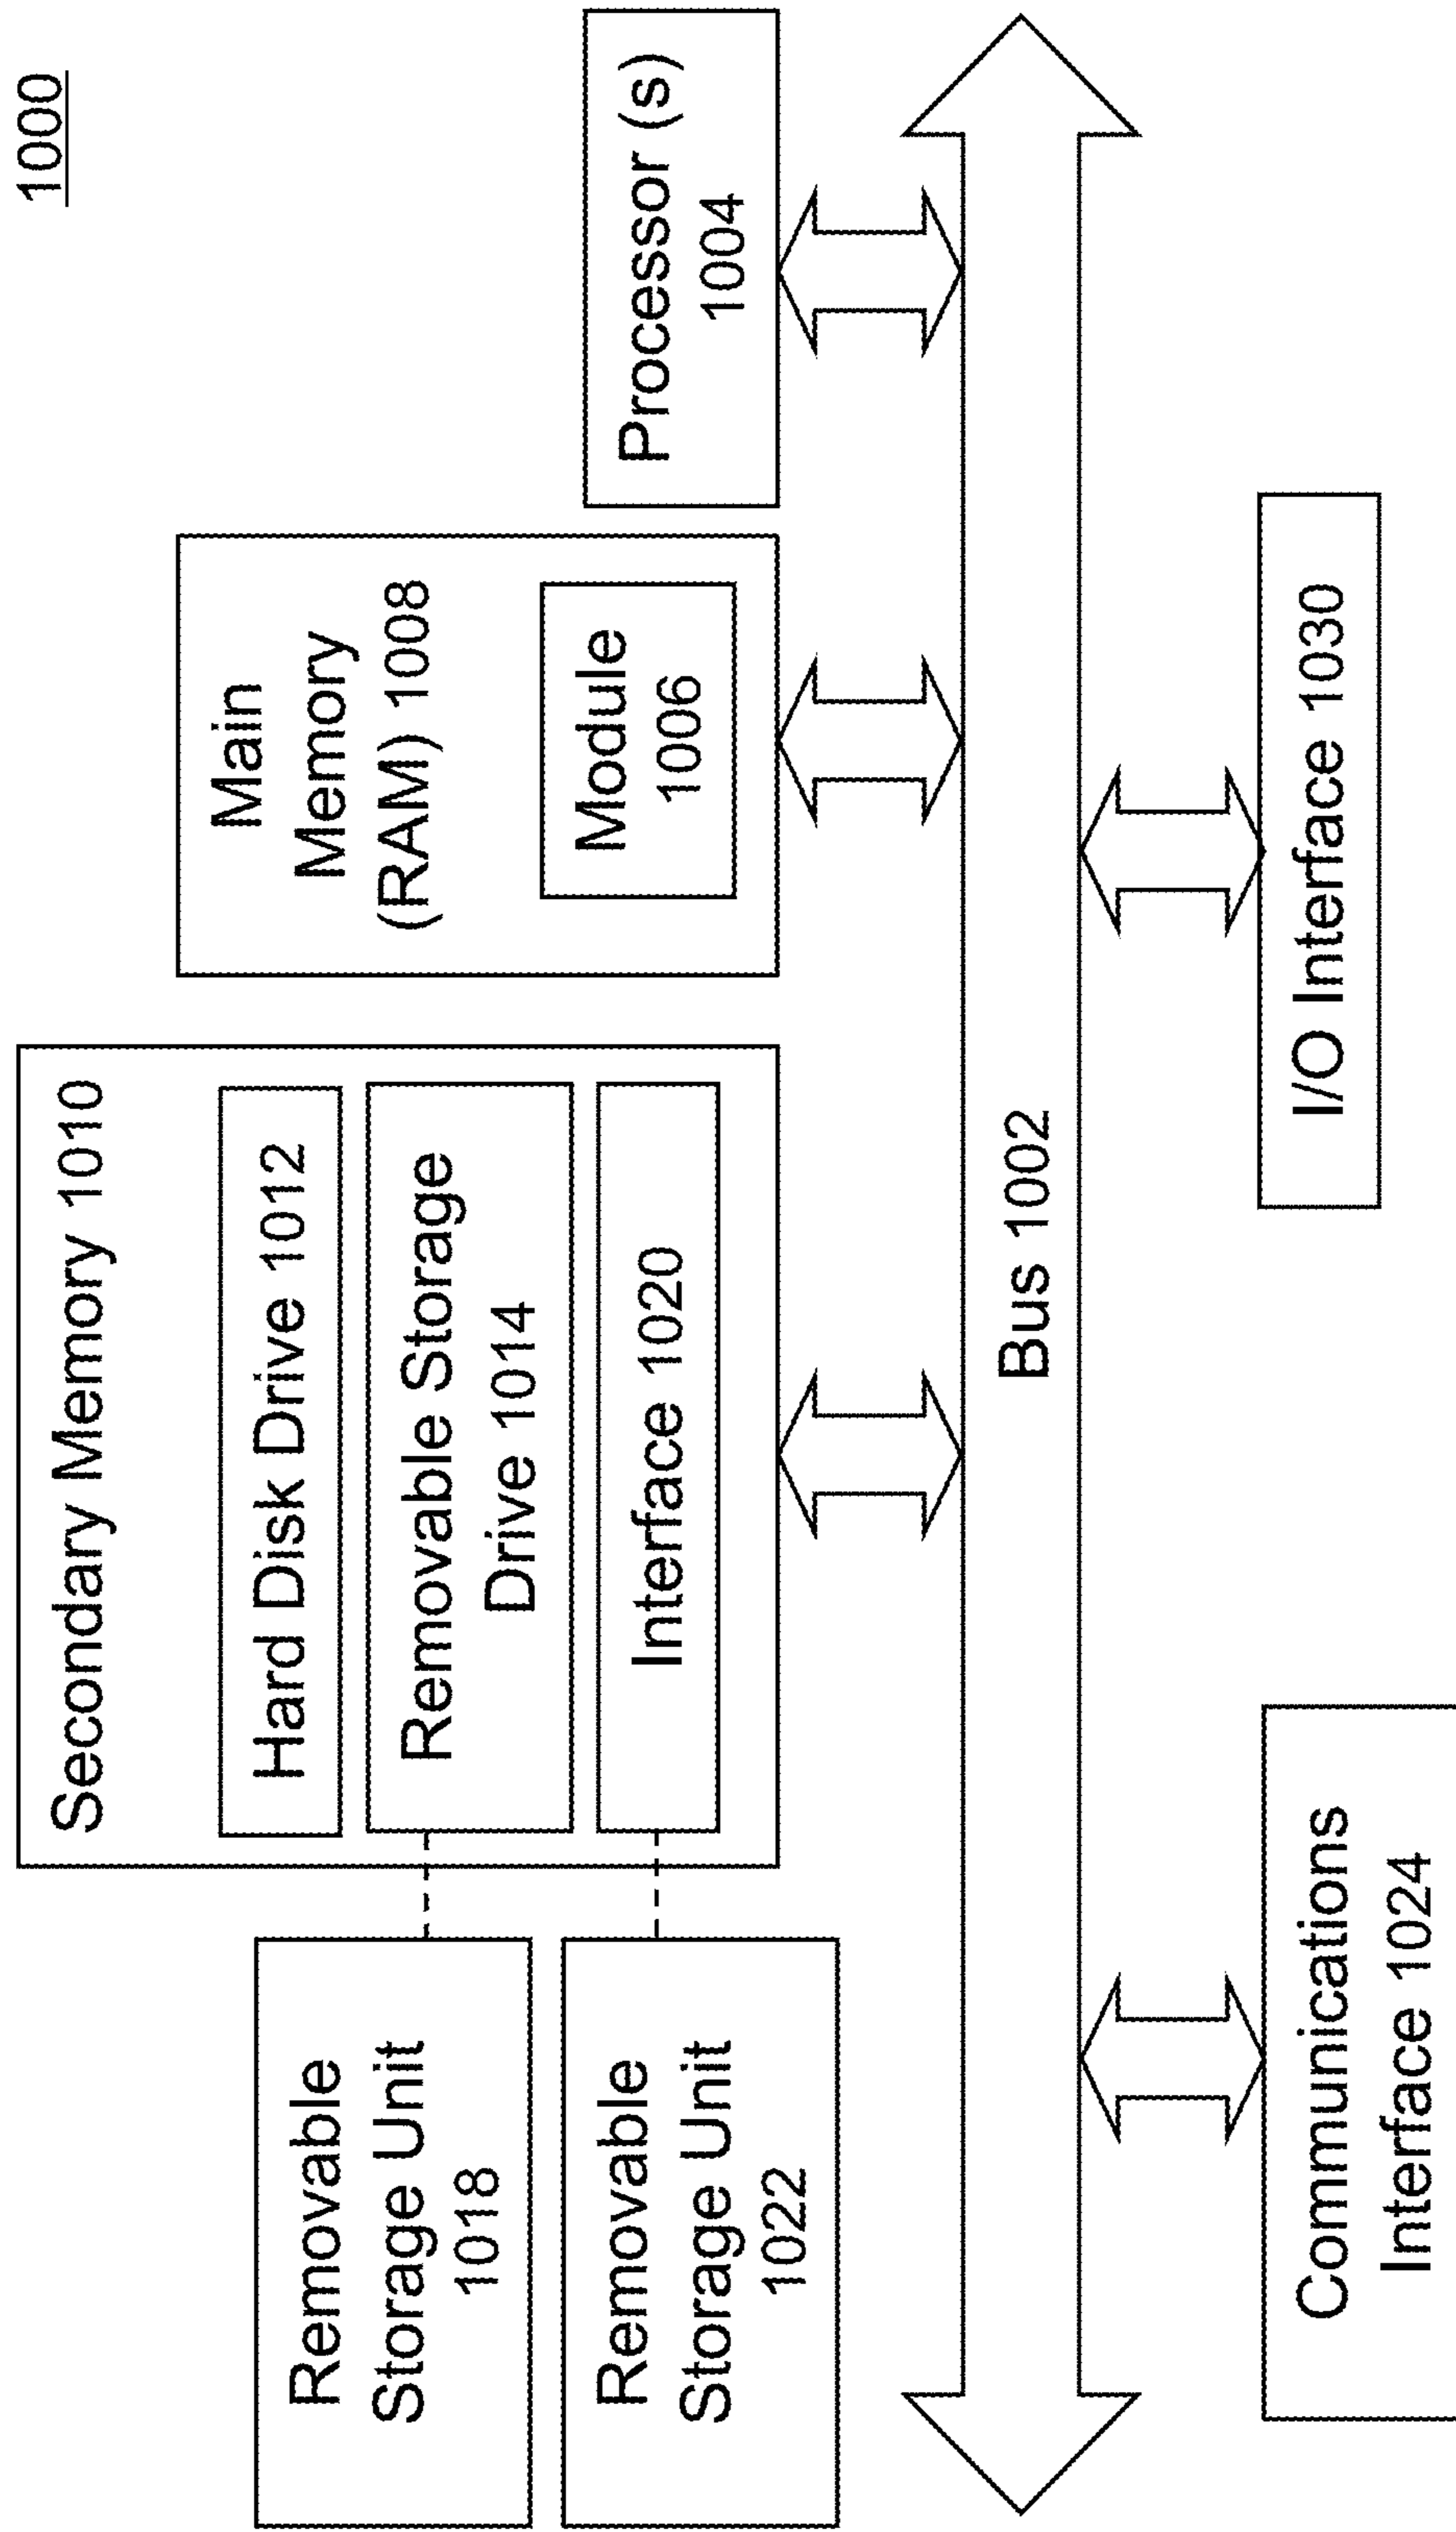 1000
Removable
Storage Unit
1018
Removable
Storage Unit
1022
Secondary Memory 1010
Hard Disk Drive 1012
Removable Storage
Drive 1014
Interface 1020
Main
Memory
(RAM) 1008
Module
1006
Processor (s)
1004
Bus 1002
Communications
Interface 1024
I/O Interface 1030